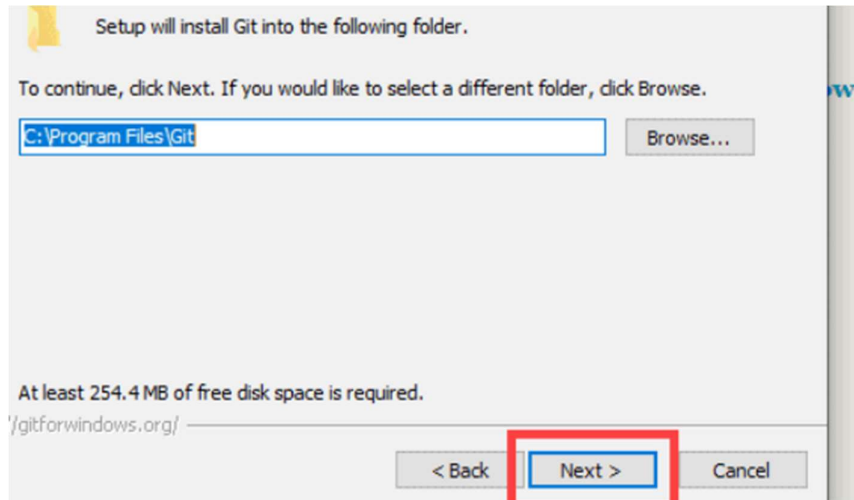 Setup will install Git into the following folder.
To continue, click Next. If you would like to select a different folder, click Browse.
C:\Program Files\Git
Browse...
At least 254.4 MB of free disk space is required.
/gitforwindows.org/
< Back
Next >
Cancel